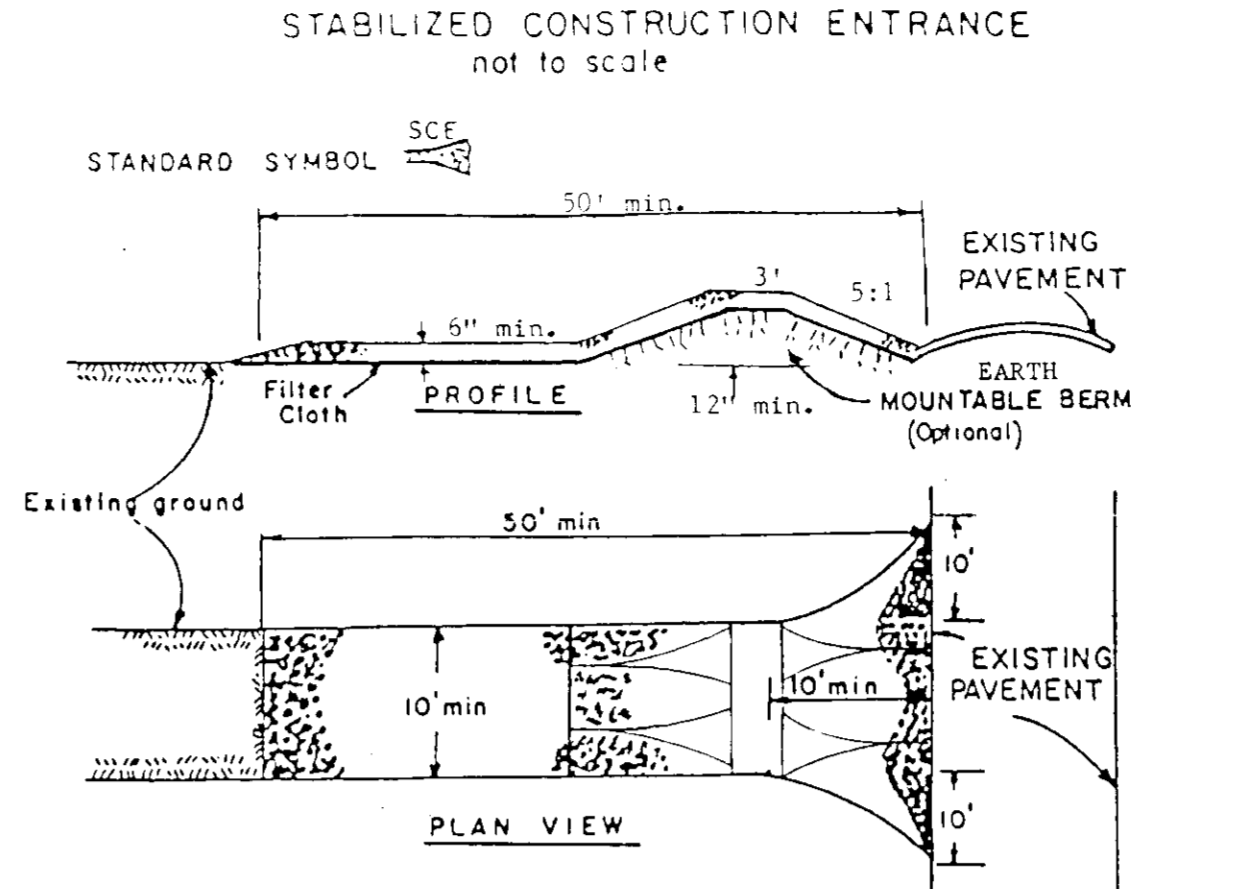 STABILIZED CONSTRUCTION ENTRANCE
not to scale
SCE
STANDARD SYMBOL
50' min.
EXISTING
PAVEMENT
3'
5:1
6" min.
Filter
Cloth
PROFILE
12" min.
EARTH
MOUNTABLE BERM
(Optional)
Existing ground
50' min
10'
10' min
10' min
EXISTING
PAVEMENT
10'
PLAN VIEW